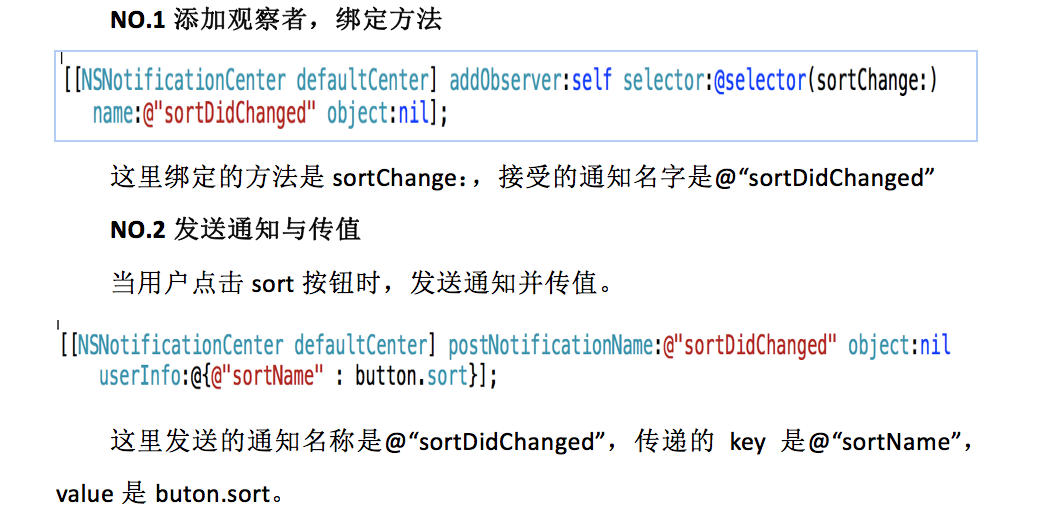 NO.1 添加观察者，绑定方法
[[NSNotificationCenter defaultCenter] addObserver:self selector:@selector(sortChange:)
name:@"sortDidChanged" object:nil];
这里绑定的方法是 sortChange:，接受的通知名字是@“sortDidChanged”
NO.2 发送通知与传值
当用户点击 sort 按钮时，发送通知并传值。
[[NSNotificationCenter defaultCenter] postNotificationName:@"sortDidChanged" object:nil
userInfo:@{@"sortName" : button.sort}];
这里发送的通知名称是@“sortDidChanged”，传递的 key 是@“sortName”，
value 是 buton.sort。